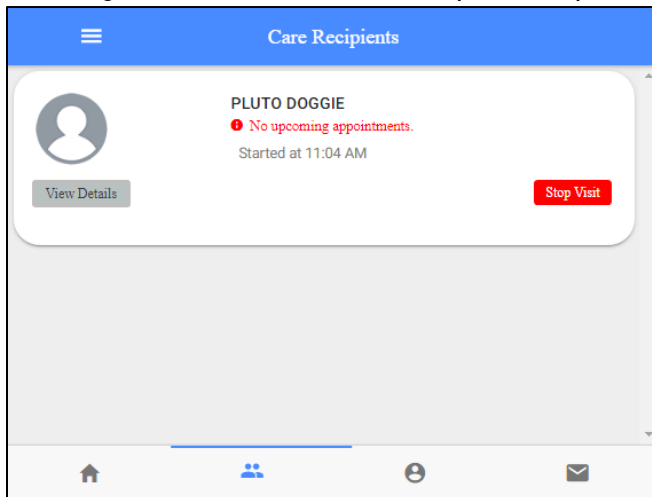 Care Recipients
PLUTO DOGGIE
No upcoming appointments.
Started at 11:04 AM
View Details
Stop Visit